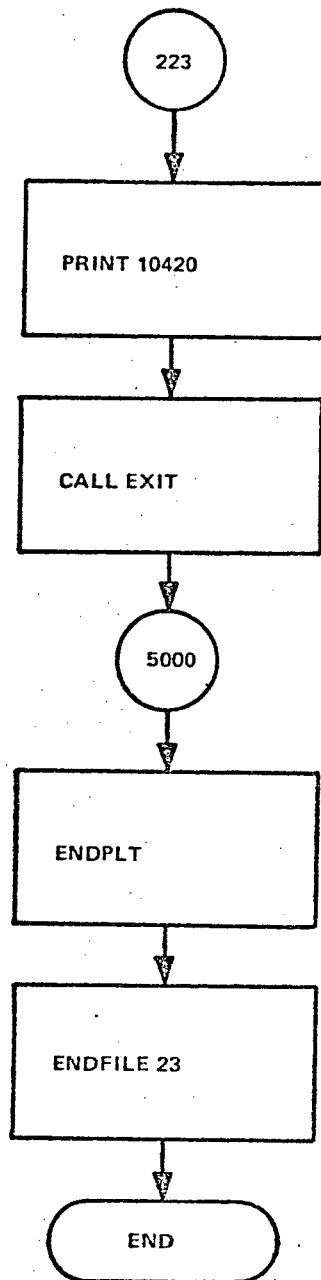 223
PRINT 10420
CALL EXIT
5000
ENDPLT
ENDFILE 23
END